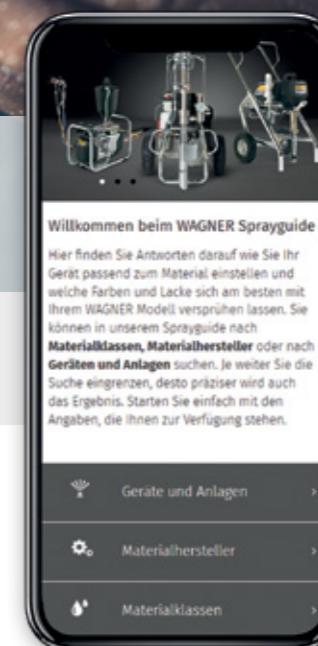 Willkommen beim WAGNER Sprayguide
Hier finden Sie Antworten darauf wie Sie Ihr
Gerät passend zum Material einstellen und
welche Farben und Lacke sich am besten mit
Ihrem WAGNER Modell versprühen lassen. Sie
können in unserem Sprayguide nach
Materialklassen, Materialhersteller oder nach
Geräten und Anlagen suchen. Je weiter Sie die
Suche eingrenzen, desto präziser wird auch
das Ergebnis. Starten Sie einfach mit den
Angaben, die Ihnen zur Verfügung stehen.
Geräte und Anlagen
Materialhersteller
Materialklassen